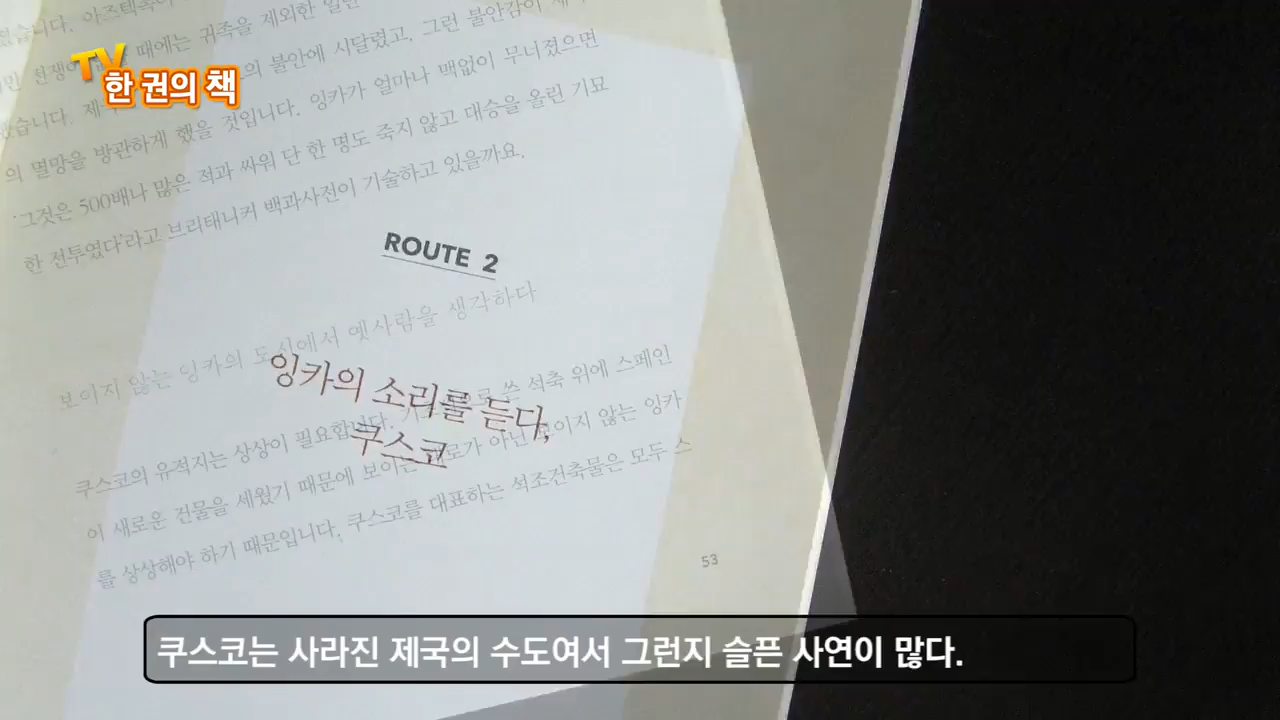 TV
한 권의 책
때에는 귀족을 제외한
의 불안에 시달렸고, 그런 불안감이
습니다. 잉카가 얼마나 맥없이 무너졌으면
의 멸망을 방관하게 했을 것입니다.
'그것은 500배나 많은 적과 싸워 단 한 명도 죽지 않고 대승을 올린 기묘
한 전투였다'라고 브리태니커 백과사전이 기술하고 있을까요.
ROUTE 2
보이지 않는 잉카의 도시에서 옛사람을 생각하다
잉카의 소리를 듣다,
쿠스코
쿠스코의 유적지는 상상이 필요합니다. 쓴 석축 위에 스페인
이 새로운 건물을 세웠기 때문에 보이는 아닌 보이지 않는 잉카
를 상상해야 하기 때문입니다. 쿠스코를 대표하는 석조건축물은 모두 스
53
쿠스코는 사라진 제국의 수도여서 그런지 슬픈 사연이 많다.